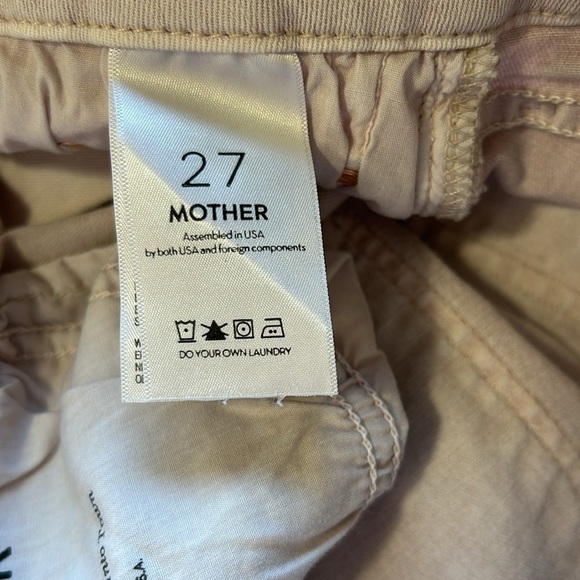 27
MOTHER
Assembled in USA
by both USA and foreign components
DO YOUR OWN LAUNDRY